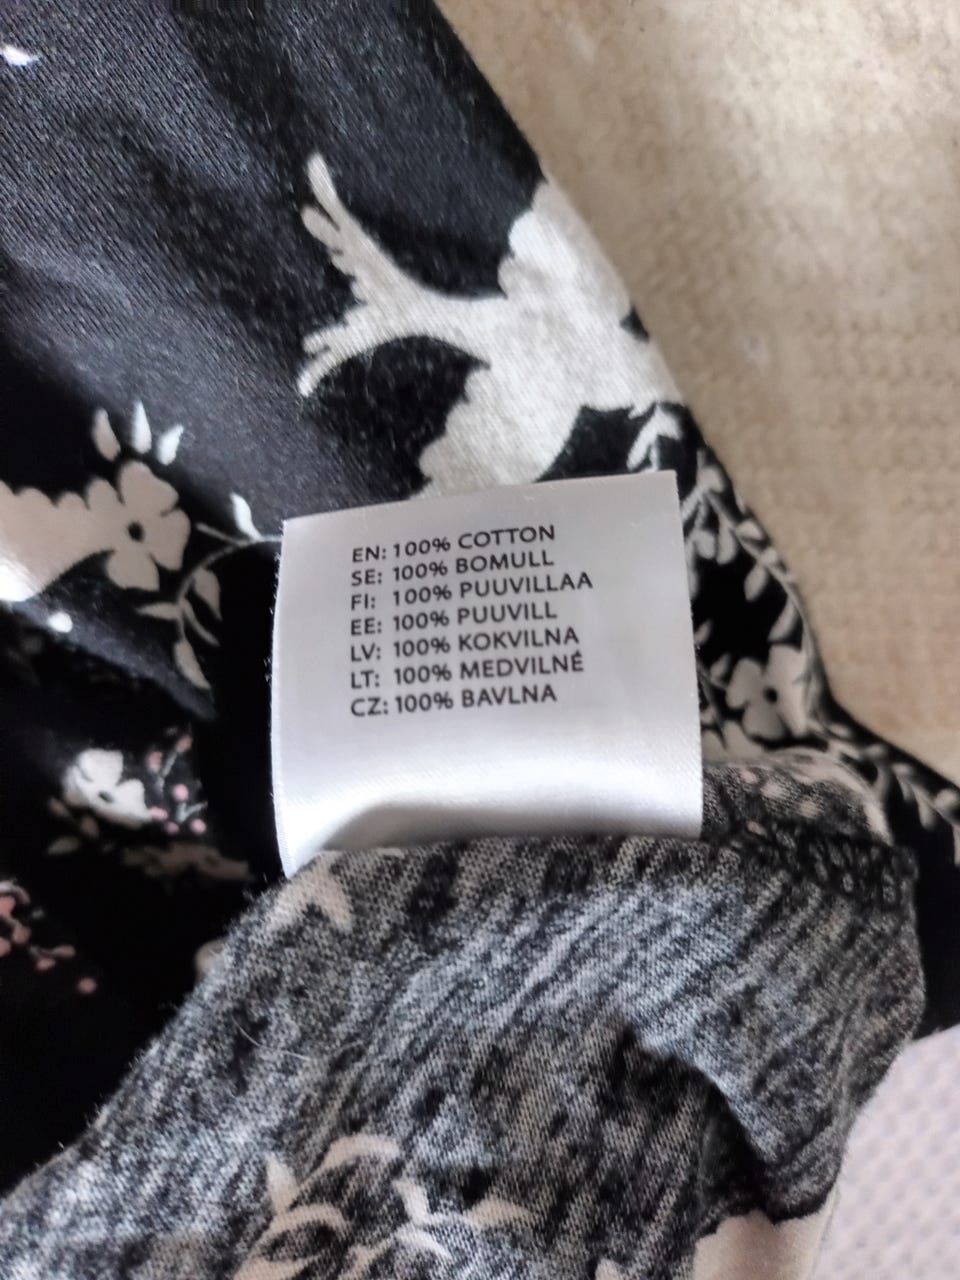 EN: 100% COTTON
SE: 100% BOMULL
FI: 100% PUUVILLAA
EE: 100% PUUVILL
LV: 100% KOKVILNA
LT: 100% MEDVILNĖ
CZ: 100% BAVLNA